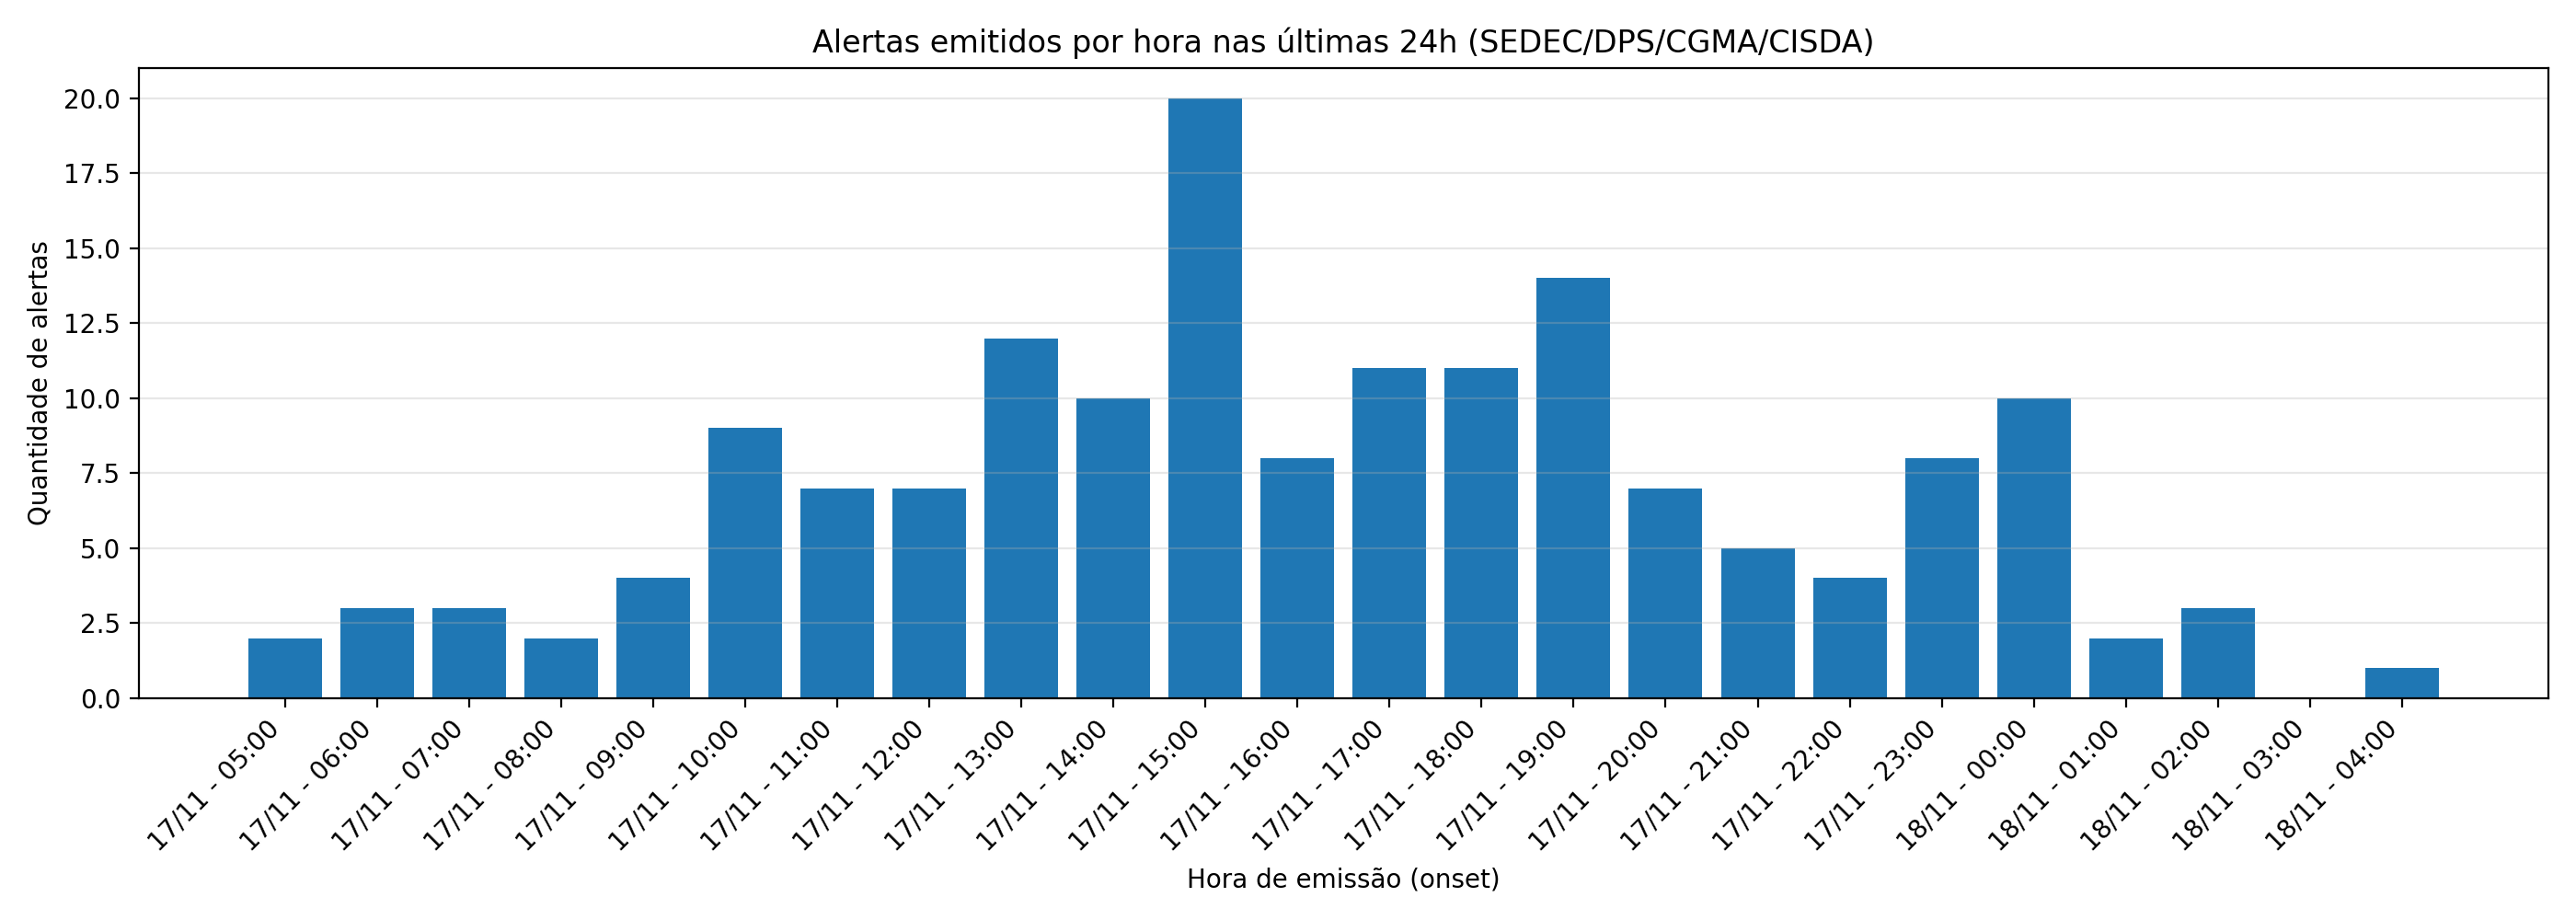 Alertas emitidos por hora nas últimas 24h (SEDEC/DPS/CGMA/CISDA)
Quantidade de alertas
20.0
17.5
15.0
12.5
10.0
7.5
5.0
2.5
0.0
17/11 - 05:00
17/11 - 06:00
17/11 - 07:00
17/11 - 08:00
17/11 - 09:00
17/11 - 10:00
17/11 - 11:00
17/11 - 12:00
17/11 - 13:00
17/11 - 14:00
17/11 - 15:00
17/11 - 16:00
17/11 - 17:00
17/11 - 18:00
17/11 - 19:00
17/11 - 20:00
17/11 - 21:00
17/11 - 22:00
17/11 - 23:00
18/11 - 00:00
18/11 - 01:00
18/11 - 02:00
18/11 - 03:00
18/11 - 04:00
Hora de emissão (onset)